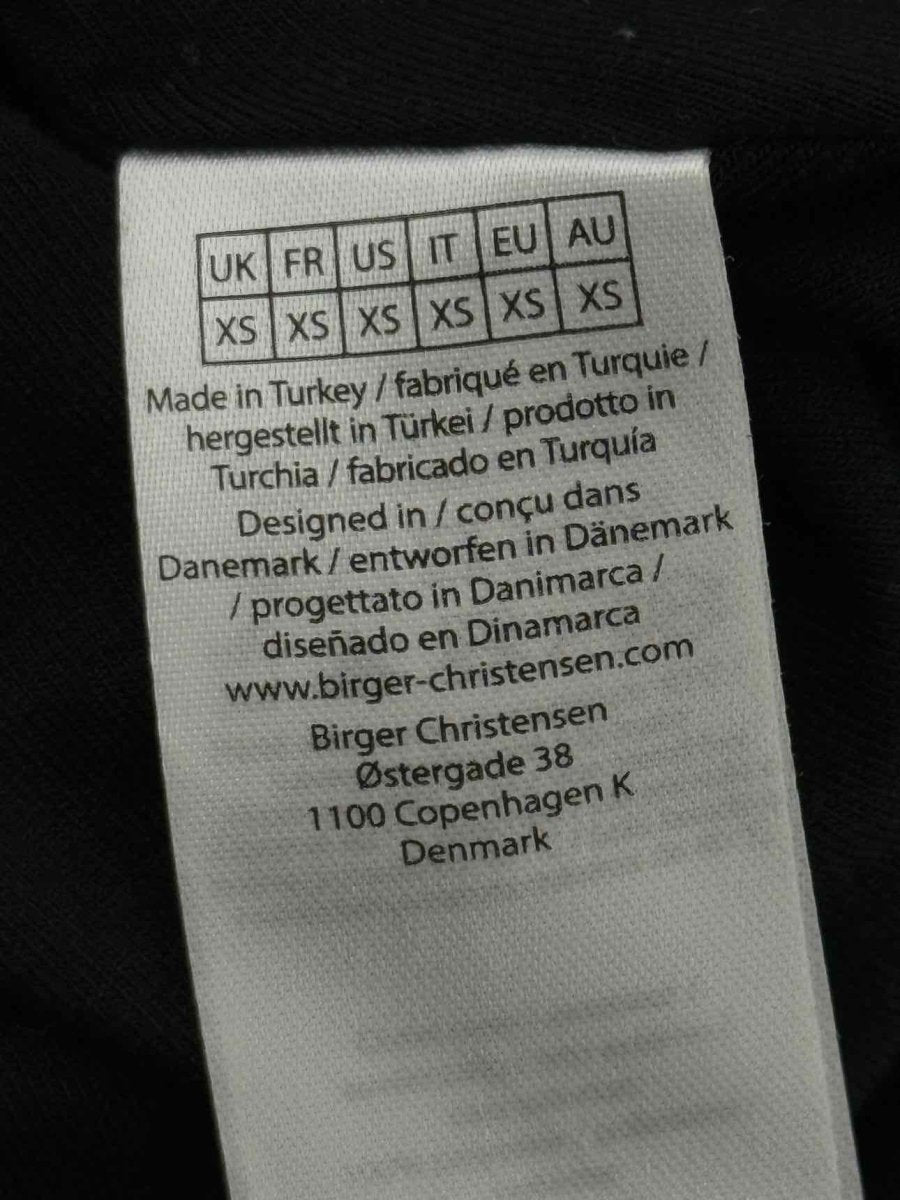 UK FR US IT EU AU
XS XS XS XS XS XS
Made in Turkey / fabriqué en Turquie /
hergestellt in Türkei / prodotto in
Turchia / fabricado en Turquía
Designed in / conçu dans
Danemark / entworfen in Dänemark
/ progettato in Danimarca /
diseñado en Dinamarca
www.birger-christensen.com
Birger Christensen
Østergade 38
1100 Copenhagen K
Denmark